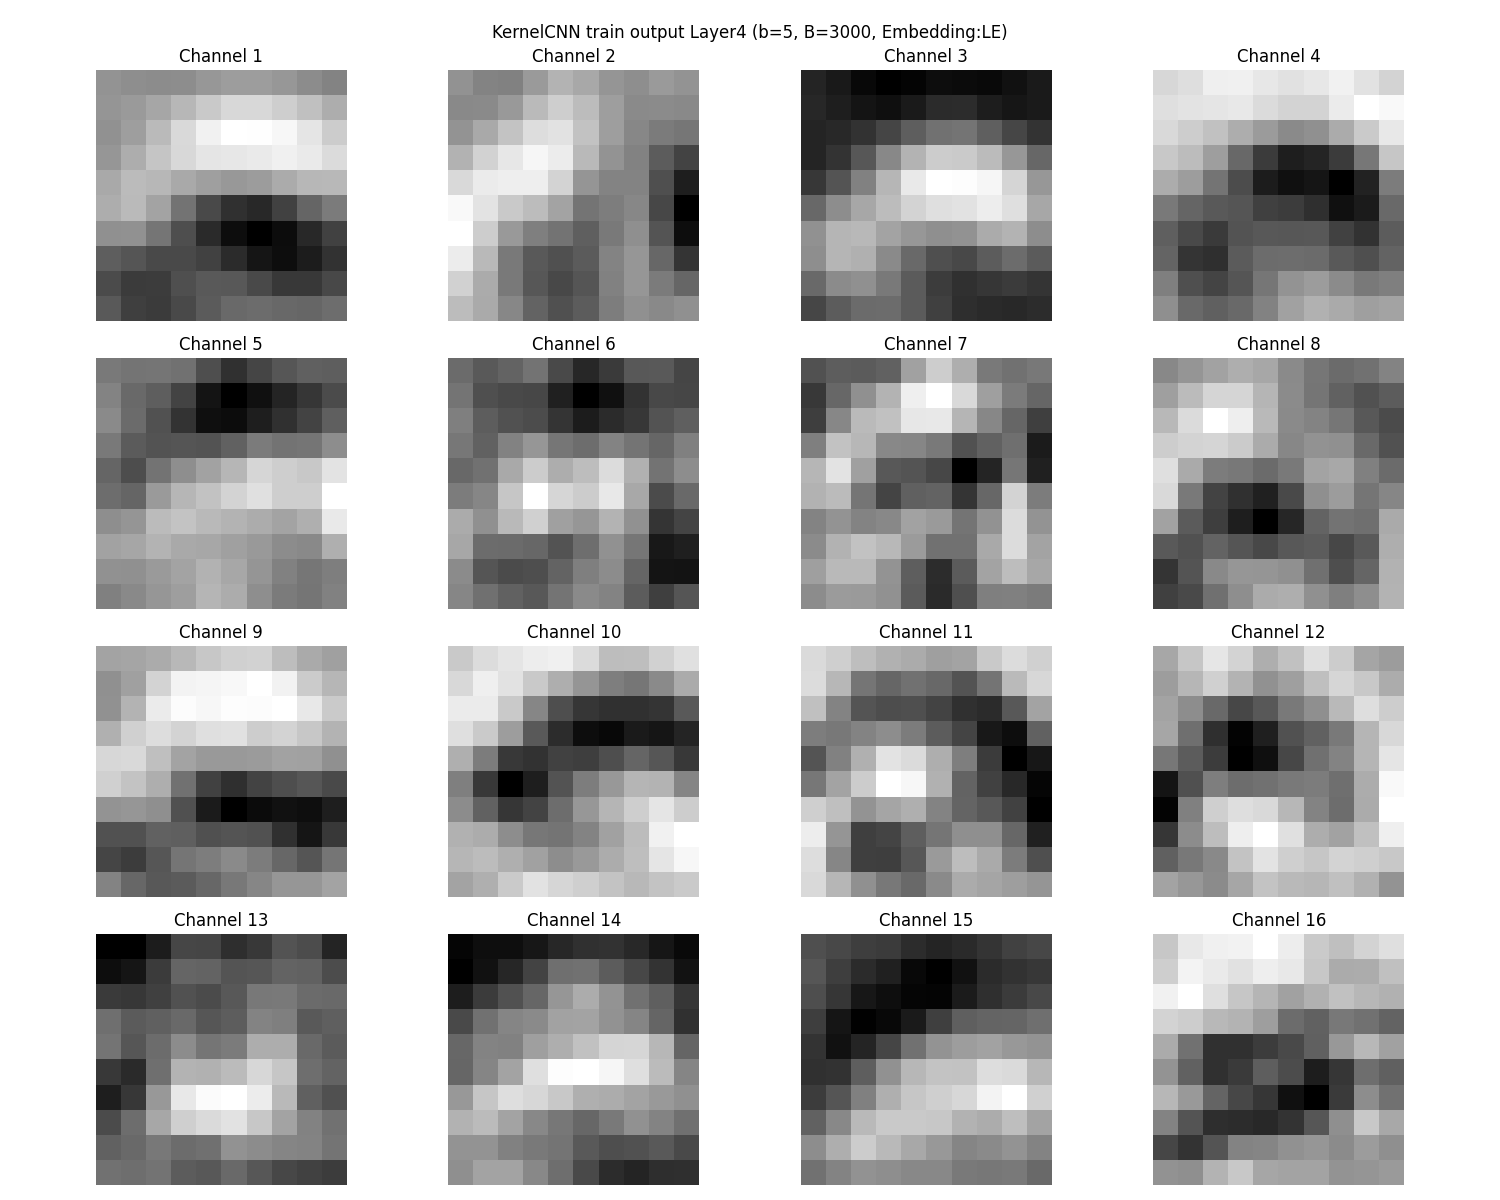 KernelCNN train output Layer4 (b=5, B=3000, Embedding:LE)
Channel 1 Channel 2 Channel 3 Channel 4
Channel 5 Channel 6 Channel 7 Channel 8
Channel 9 Channel 10 Channel 11 Channel 12
Channel 13 Channel 14 Channel 15 Channel 16